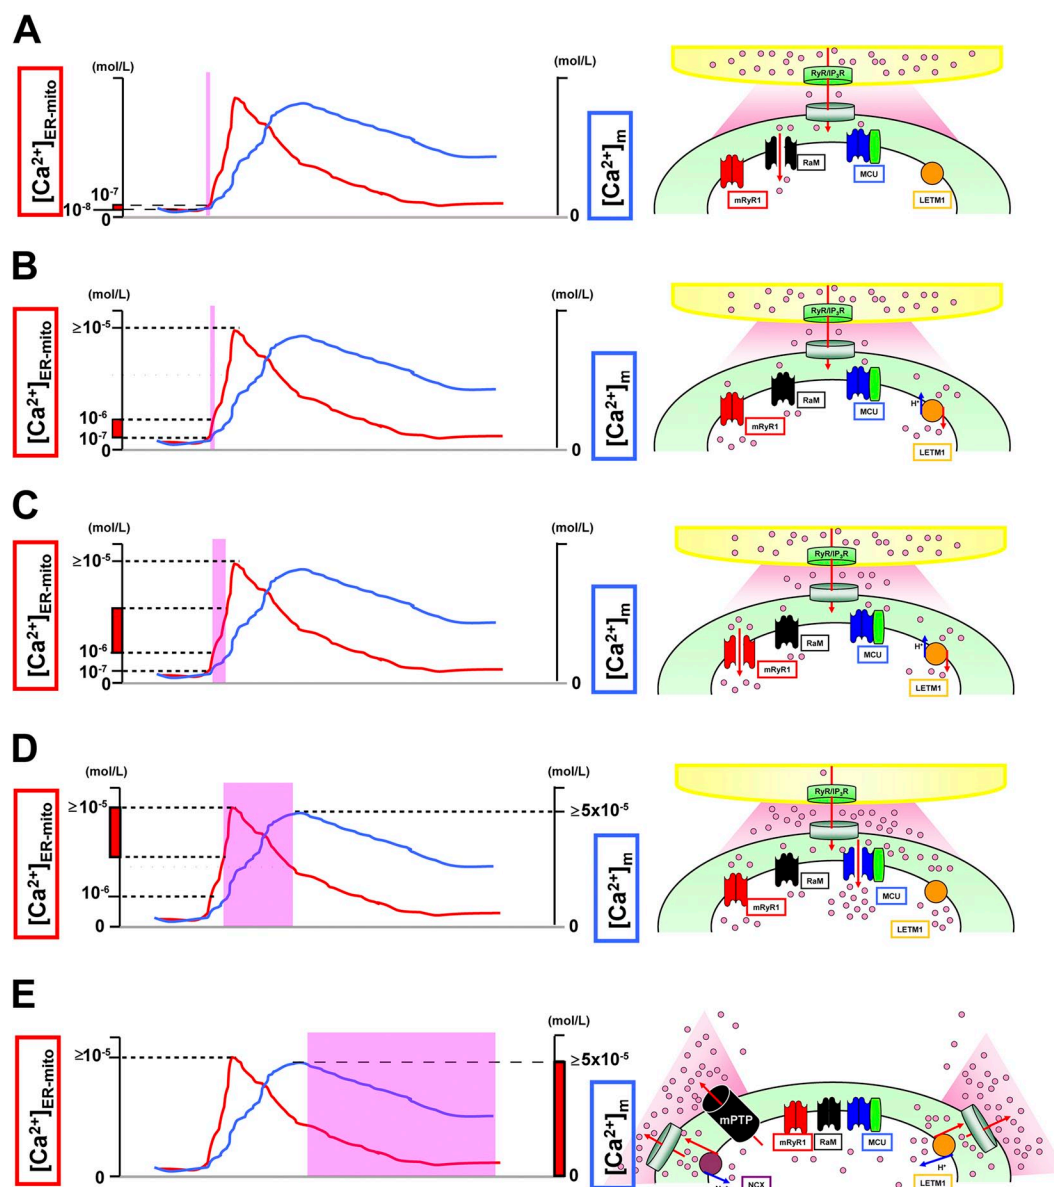 A
(mol/L)
(mol/L)
[Ca²⁺]ER-mito
10⁻⁷
10⁻⁸
0
[Ca²⁺]m
0
RyR/IP₃R
mRyR1
RaM
MCU
LETM1
B
(mol/L)
(mol/L)
[Ca²⁺]ER-mito
≥10⁻⁵
10⁻⁶
10⁻⁷
0
[Ca²⁺]m
0
RyR/IP₃R
mRyR1
RaM
MCU
H⁺
LETM1
C
(mol/L)
(mol/L)
[Ca²⁺]ER-mito
≥10⁻⁵
10⁻⁶
10⁻⁷
0
[Ca²⁺]m
0
RyR/IP₃R
mRyR1
RaM
MCU
H⁺
LETM1
D
(mol/L)
(mol/L)
[Ca²⁺]ER-mito
≥10⁻⁵
10⁻⁶
0
≥5x10⁻⁵
[Ca²⁺]m
0
RyR/IP₃R
mRyR1
RaM
MCU
LETM1
E
(mol/L)
[Ca²⁺]ER-mito
≥10⁻⁵
0
≥5x10⁻⁵
[Ca²⁺]m
0
mPTP
mRyR1
RaM
MCU
NCX
H⁺
LETM1